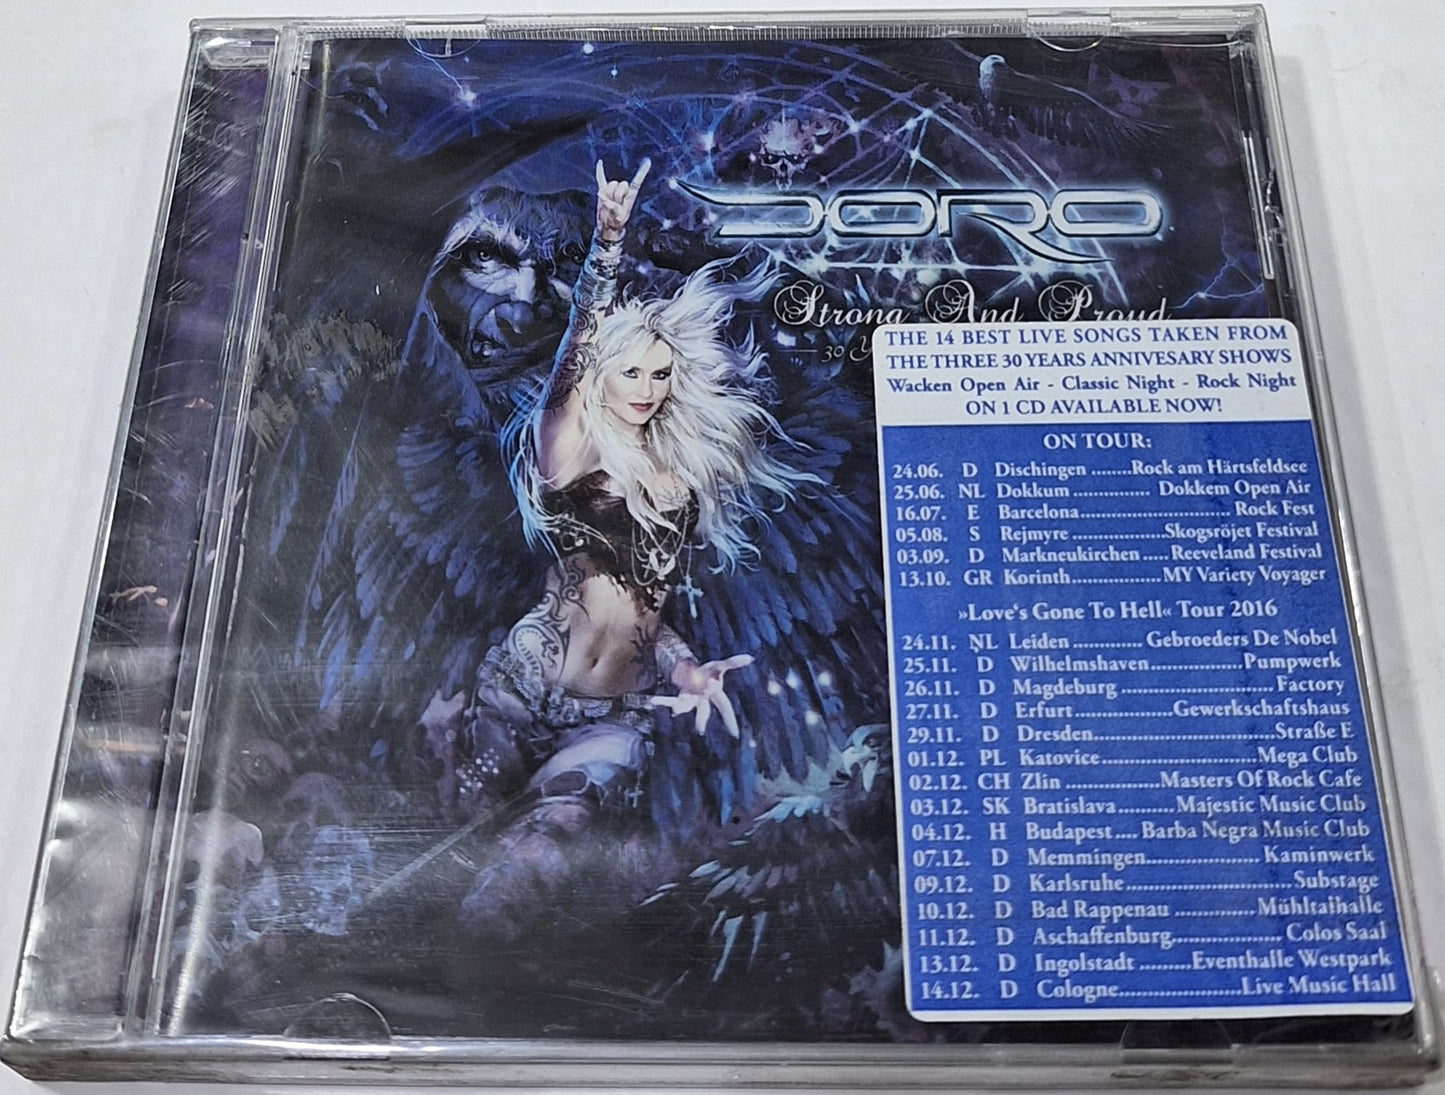 DORO
Strong And Proud
30 Y
THE 14 BEST LIVE SONGS TAKEN FROM
THE THREE 30 YEARS ANNIVESARY SHOWS
Wacken Open Air - Classic Night - Rock Night
ON 1 CD AVAILABLE NOW!
ON TOUR:
24.06. D Dischingen ........Rock am Härtsfeldsee
25.06. NL Dokkum ............... Dokkem Open Air
16.07. E Barcelona............................. Rock Fest
05.08. S Rejmyre ..................Skogsröjet Festival
03.09. D Markneukirchen ..... Reeveland Festival
13.10. GR Korinth.................MY Variety Voyager
»Love's Gone To Hell« Tour 2016
24.11. NL Leiden ............. Gebroeders De Nobel
25.11. D Wilhelmshaven..................Pumpwerk
26.11. D Magdeburg ............................. Factory
27.11. D Erfurt...................Gewerkschaftshaus
29.11. D Dresden...................................Straße E
01.12. PL Katovice..............................Mega Club
02.12. CH Zlin ..................Masters Of Rock Cafe
03.12. SK Bratislava...........Majestic Music Club
04.12. H Budapest.... Barba Negra Music Club
07.12. D Memmingen...................... Kaminwerk
09.12. D Karlsruhe................................Substage
10.12. D Bad Rappenau ...............Mühltalhalle
11.12. D Aschaffenburg..................... Colos Saal
13.12. D Ingolstadt ..........Eventhalle Westpark
14.12. D Cologne........................Live Music Hall